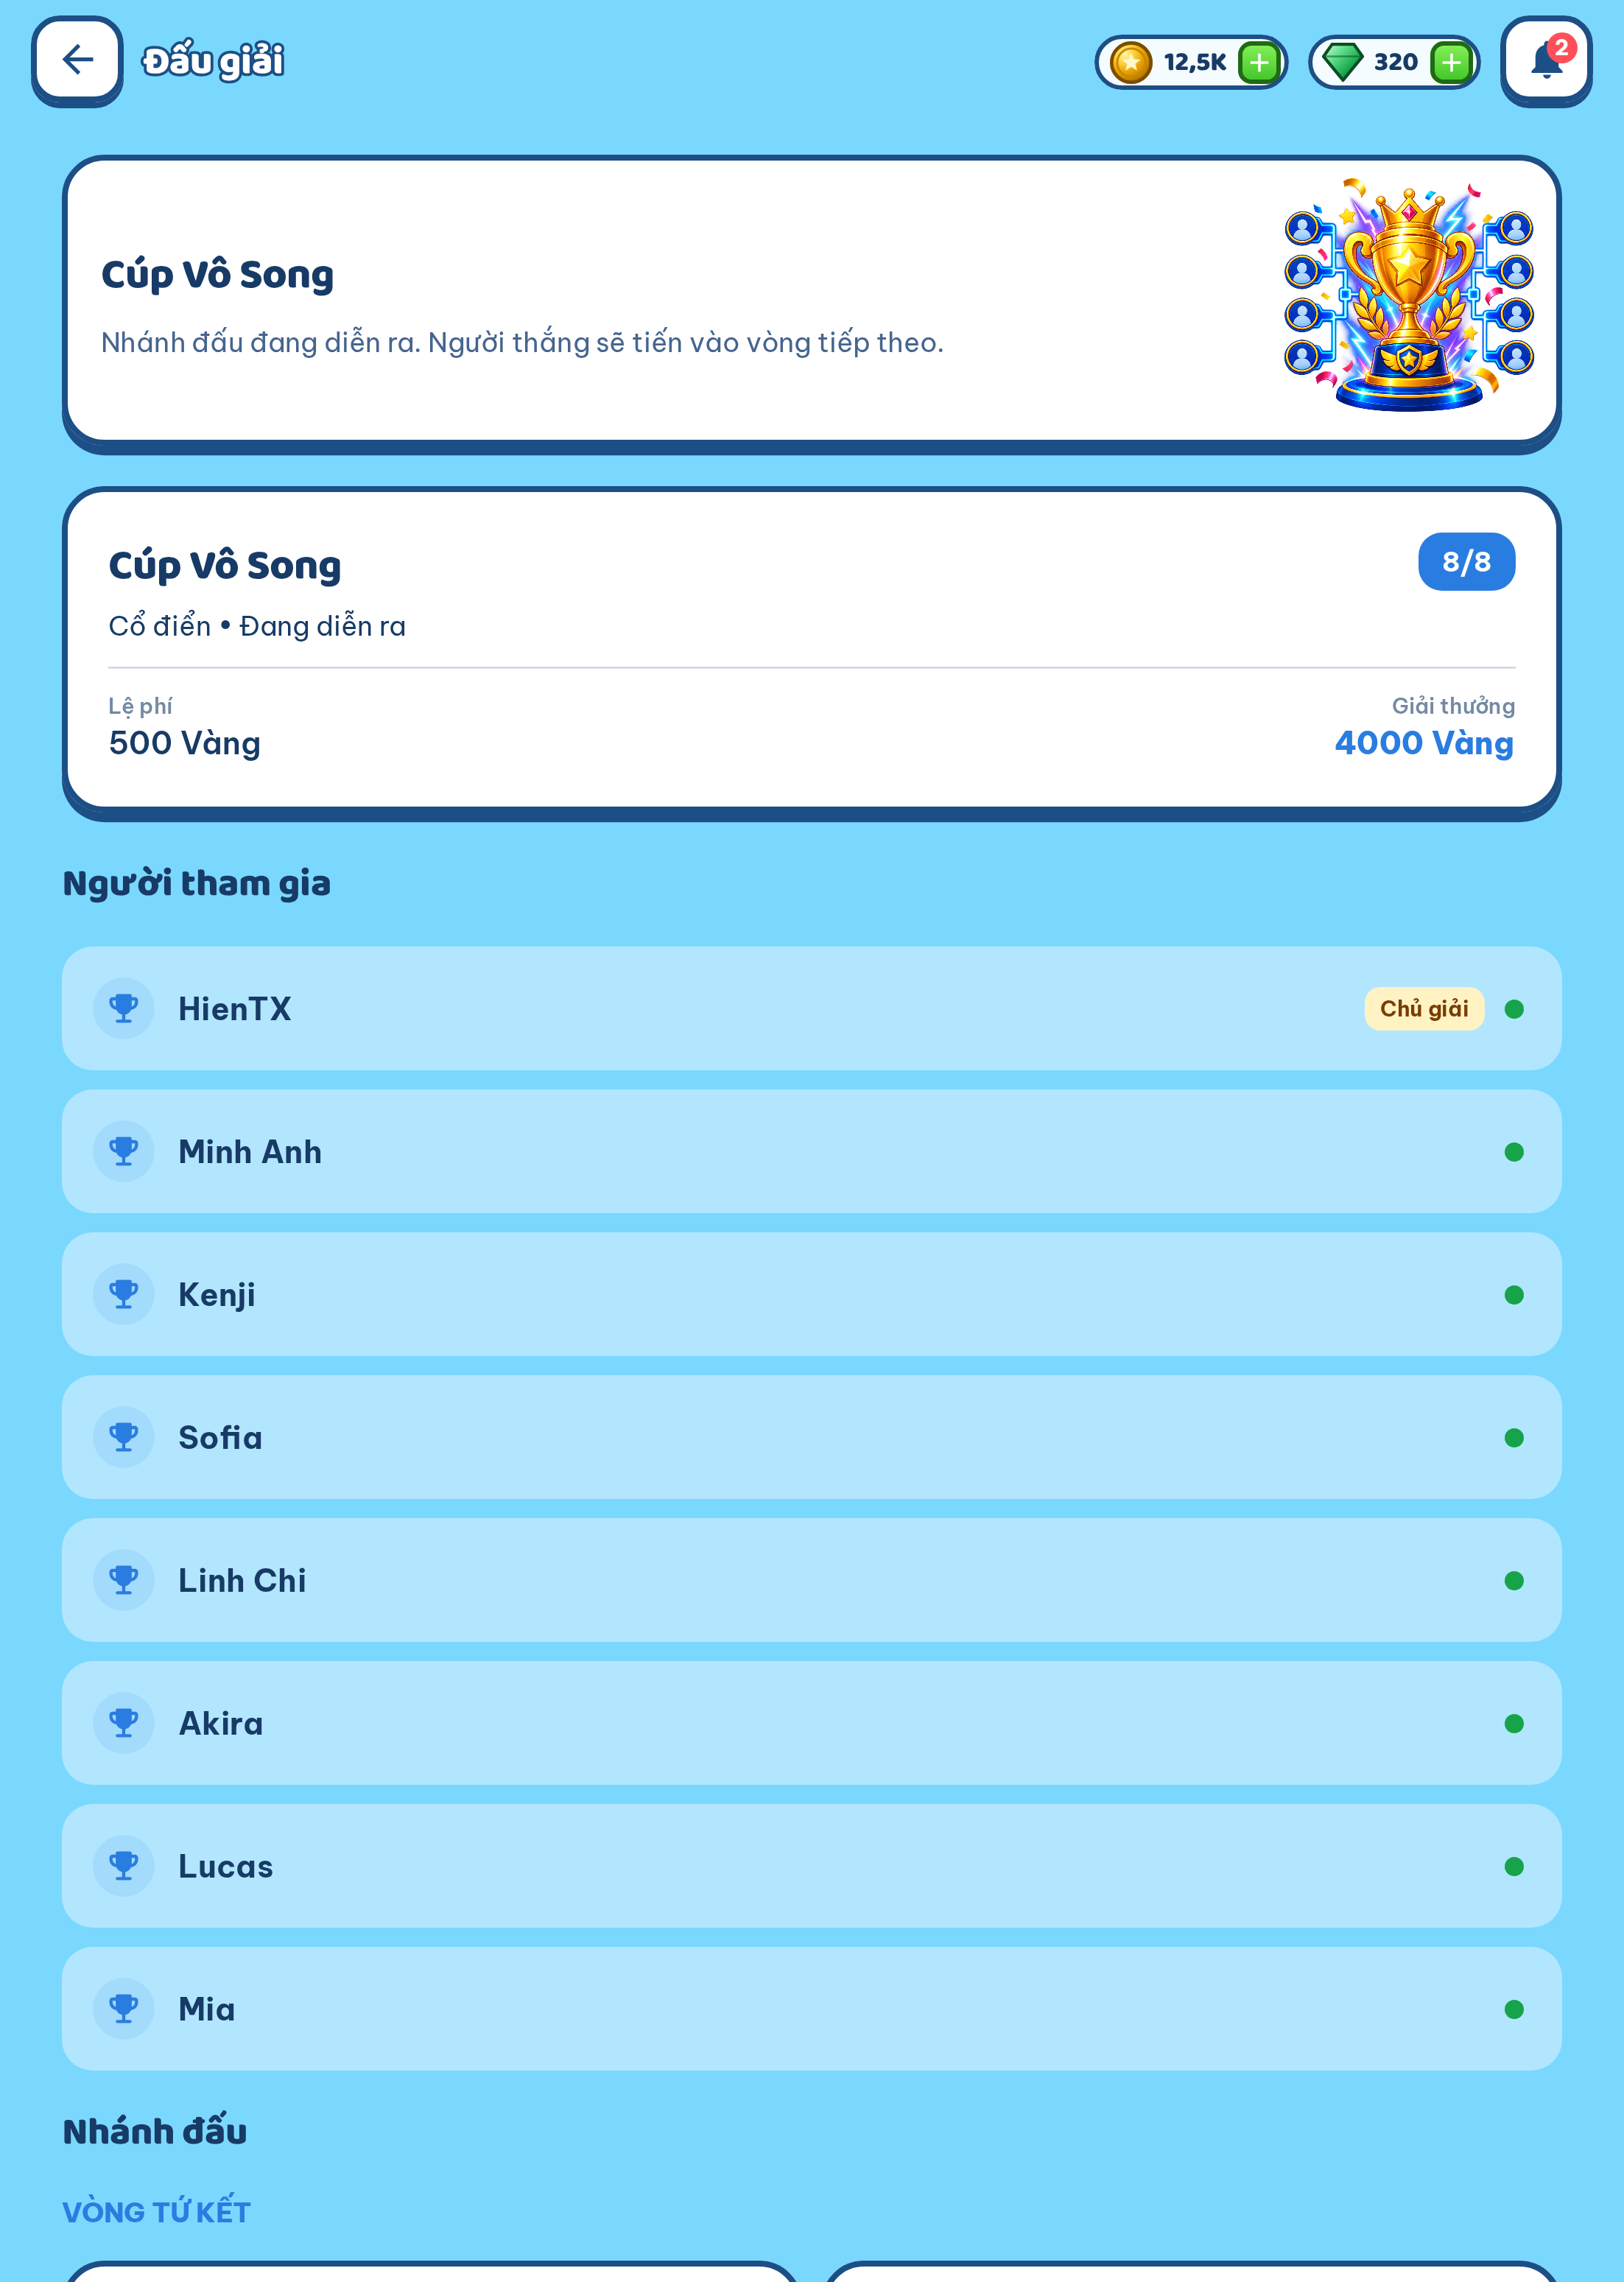 Đấu giải
12,5K
320
2
Cúp Vô Song
Nhánh đấu đang diễn ra. Người thắng sẽ tiến vào vòng tiếp theo.
Cúp Vô Song
8/8
Cổ điển • Đang diễn ra
Lệ phí
Giải thưởng
500 Vàng
4000 Vàng
Người tham gia
HienTX
Chủ giải
Minh Anh
Kenji
Sofia
Linh Chi
Akira
Lucas
Mia
Nhánh đấu
VÒNG TỨ KẾT